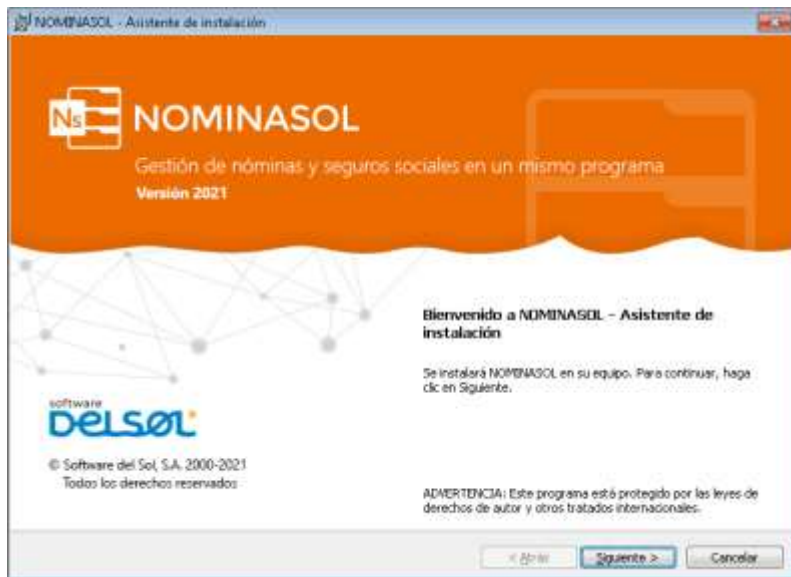 NOMINASOL - Asistente de instalación
Ns
NOMINASOL
Gestión de nóminas y seguros sociales en un mismo programa
Versión 2021
Bienvenido a NOMINASOL - Asistente de
instalación
Se instalará NOMINASOL en su equipo. Para continuar, haga
clic en Siguiente.
software
DELSOL
© Software del Sol, S.A. 2000-2021
Todos los derechos reservados
ADVERTENCIA: Este programa está protegido por las leyes de
derechos de autor y otros tratados internacionales.
< Atrás
Siguiente >
Cancelar